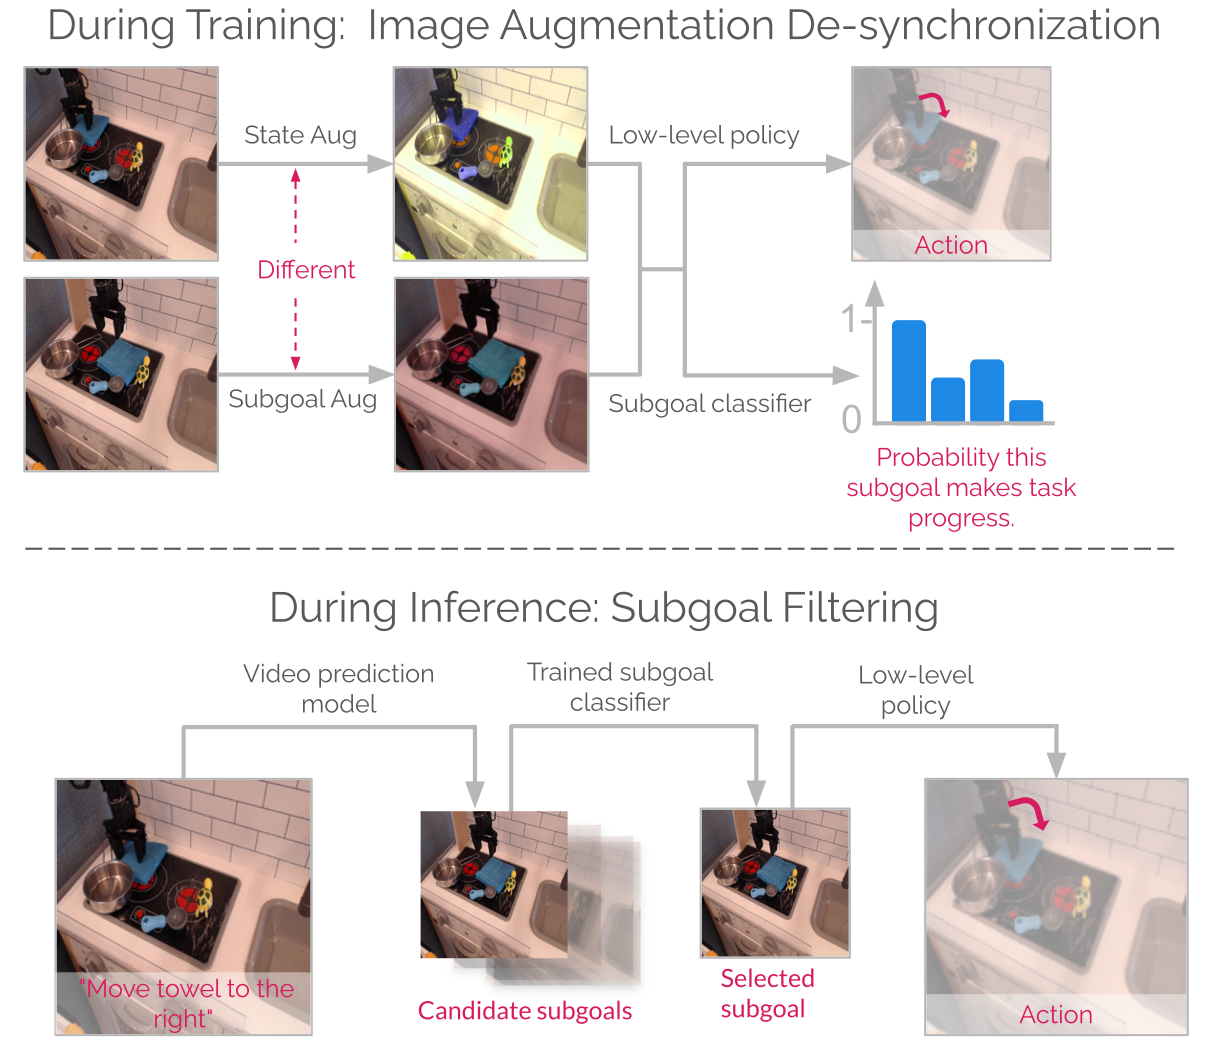 During Training: Image Augmentation De-synchronization
State Aug
Low-level policy
Action
Different
Subgoal Aug
Subgoal classifier
1
0
Probability this
subgoal makes task
progress.
During Inference: Subgoal Filtering
Video prediction
model
Trained subgoal
classifier
Low-level
policy
"Move towel to the
right"
Candidate subgoals
Selected
subgoal
Action